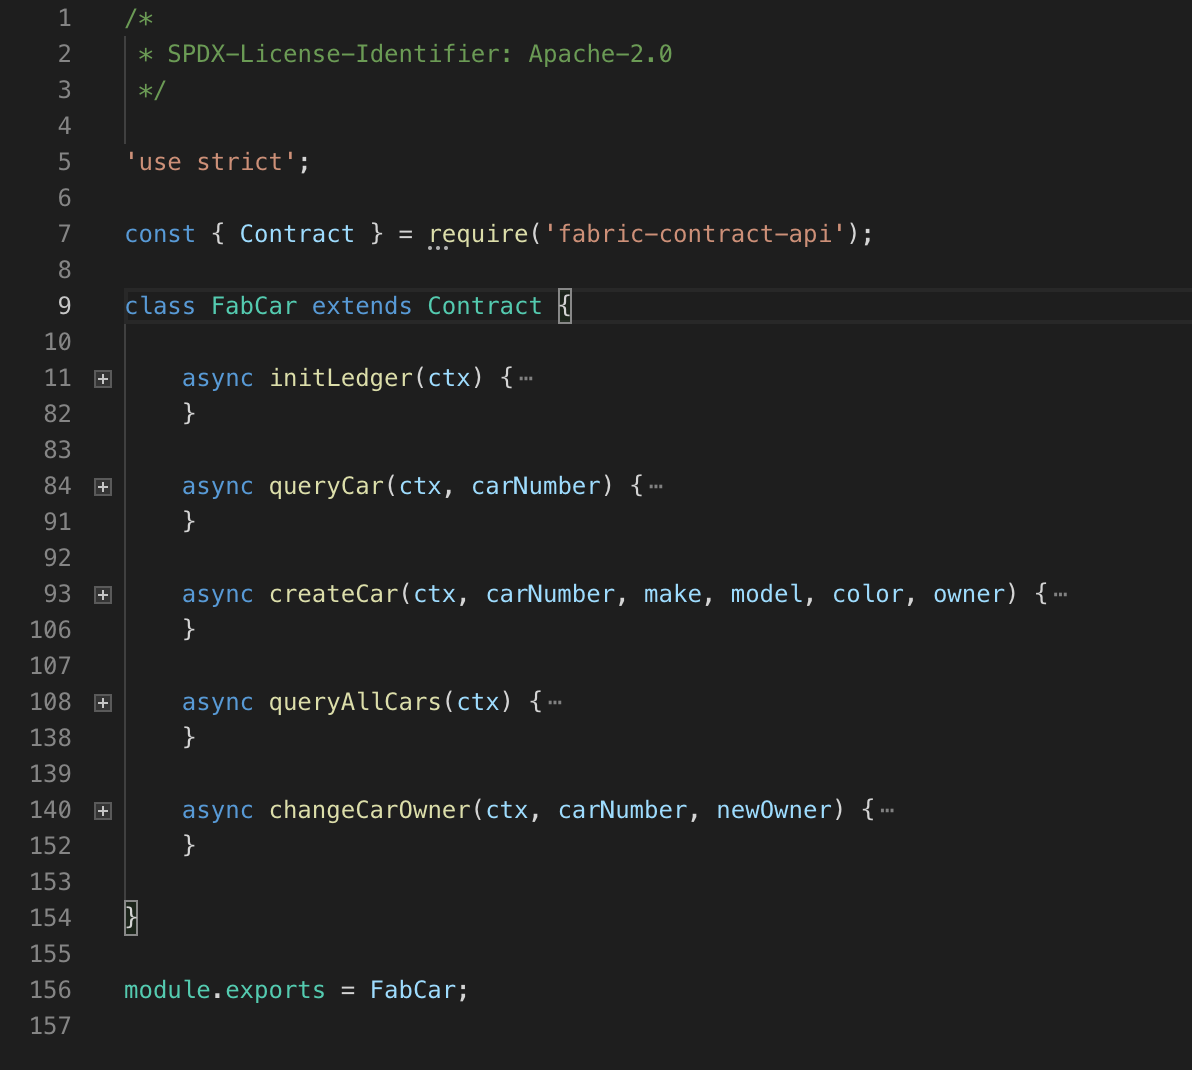 1 /*
2 * SPDX-License-Identifier: Apache-2.0
3 */
4
5 'use strict';
6
7 const { Contract } = require('fabric-contract-api');
8
9 class FabCar extends Contract {
10
11 async initLedger(ctx) {⋯
82 }
83
84 async queryCar(ctx, carNumber) {⋯
91 }
92
93 async createCar(ctx, carNumber, make, model, color, owner) {⋯
106 }
107
108 async queryAllCars(ctx) {⋯
138 }
139
140 async changeCarOwner(ctx, carNumber, newOwner) {⋯
152 }
153
154 }
155
156 module.exports = FabCar;
157